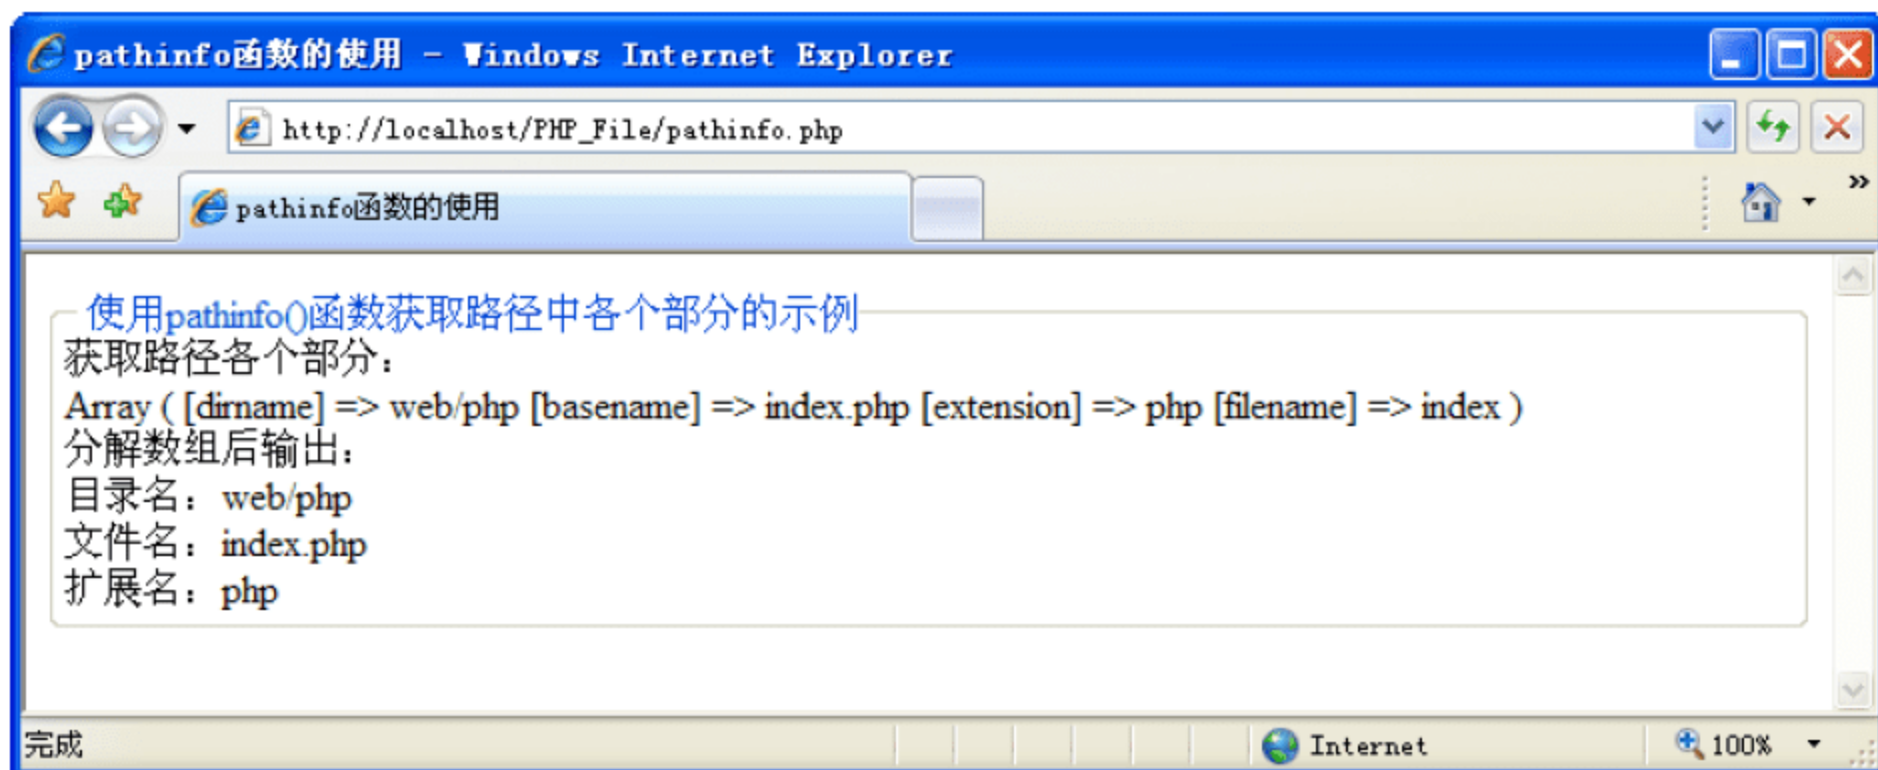 pathinfo函数的使用 - Windows Internet Explorer
http://localhost/PHP_File/pathinfo.php
pathinfo函数的使用
使用pathinfo()函数获取路径中各个部分的示例
获取路径各个部分：
Array ( [dirname] => web/php [basename] => index.php [extension] => php [filename] => index )
分解数组后输出：
目录名：web/php
文件名：index.php
扩展名：php
完成 Internet 100%